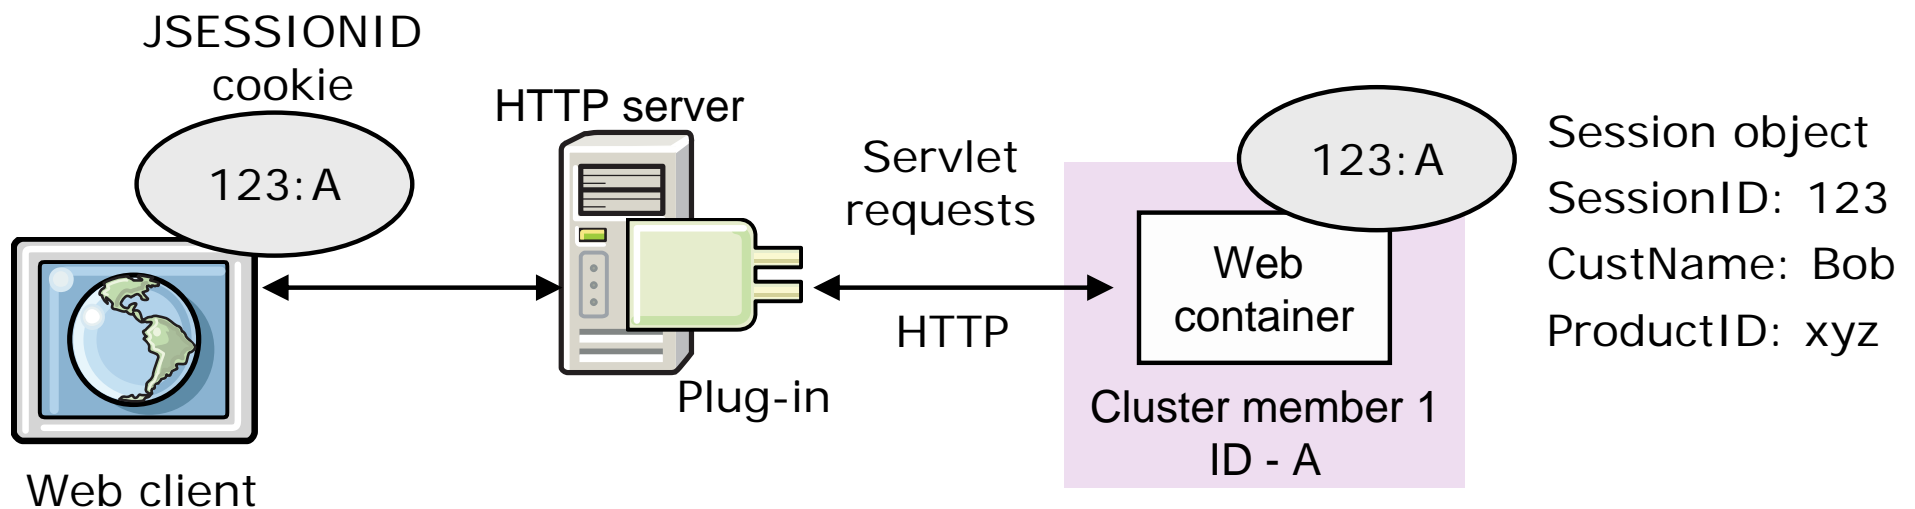 JSESSIONID
cookie
123:A
Web client
HTTP server
Plug-in
Servlet
requests
HTTP
123:A
Web
container
Cluster member 1
ID - A
Session object
SessionID: 123
CustName: Bob
ProductID: xyz